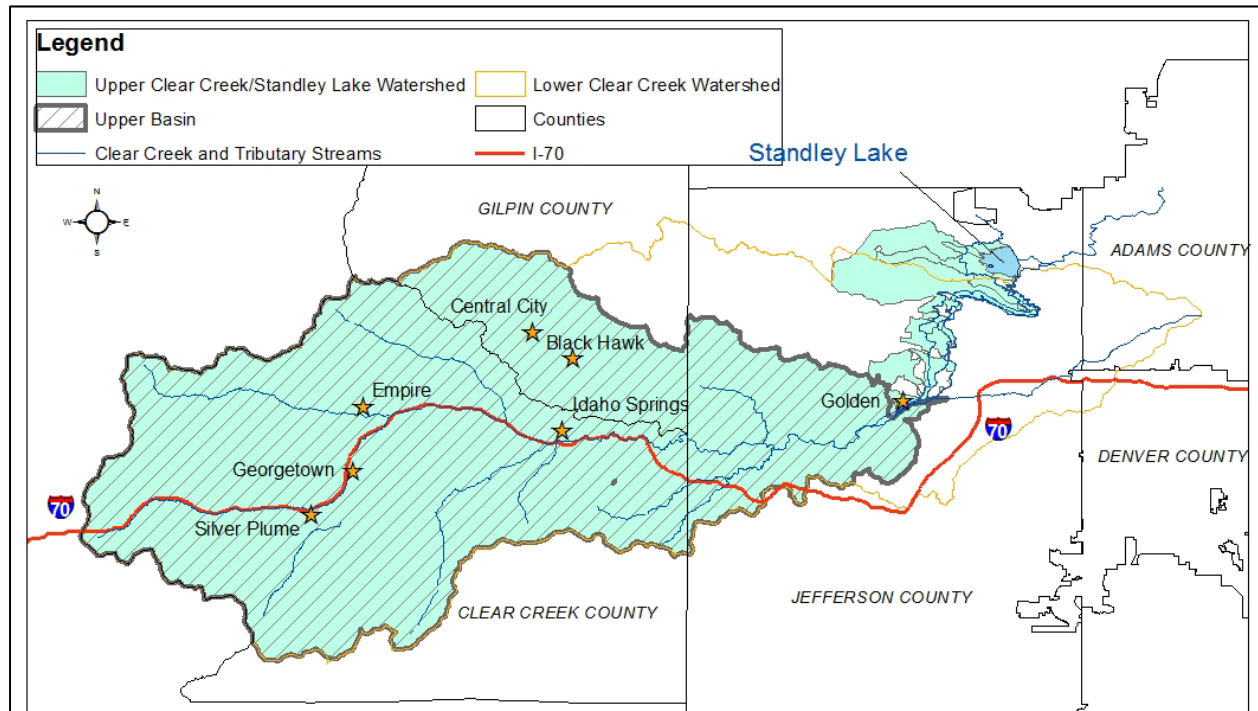 Legend
Upper Clear Creek/Standley Lake Watershed
Lower Clear Creek Watershed
Upper Basin
Counties
Clear Creek and Tributary Streams
I-70
Standley Lake
N
W
E
S
GILPIN COUNTY
ADAMS COUNTY
Central City
Black Hawk
Empire
Idaho Springs
Golden
70
Georgetown
DENVER COUNTY
70
Silver Plume
CLEAR CREEK COUNTY
JEFFERSON COUNTY